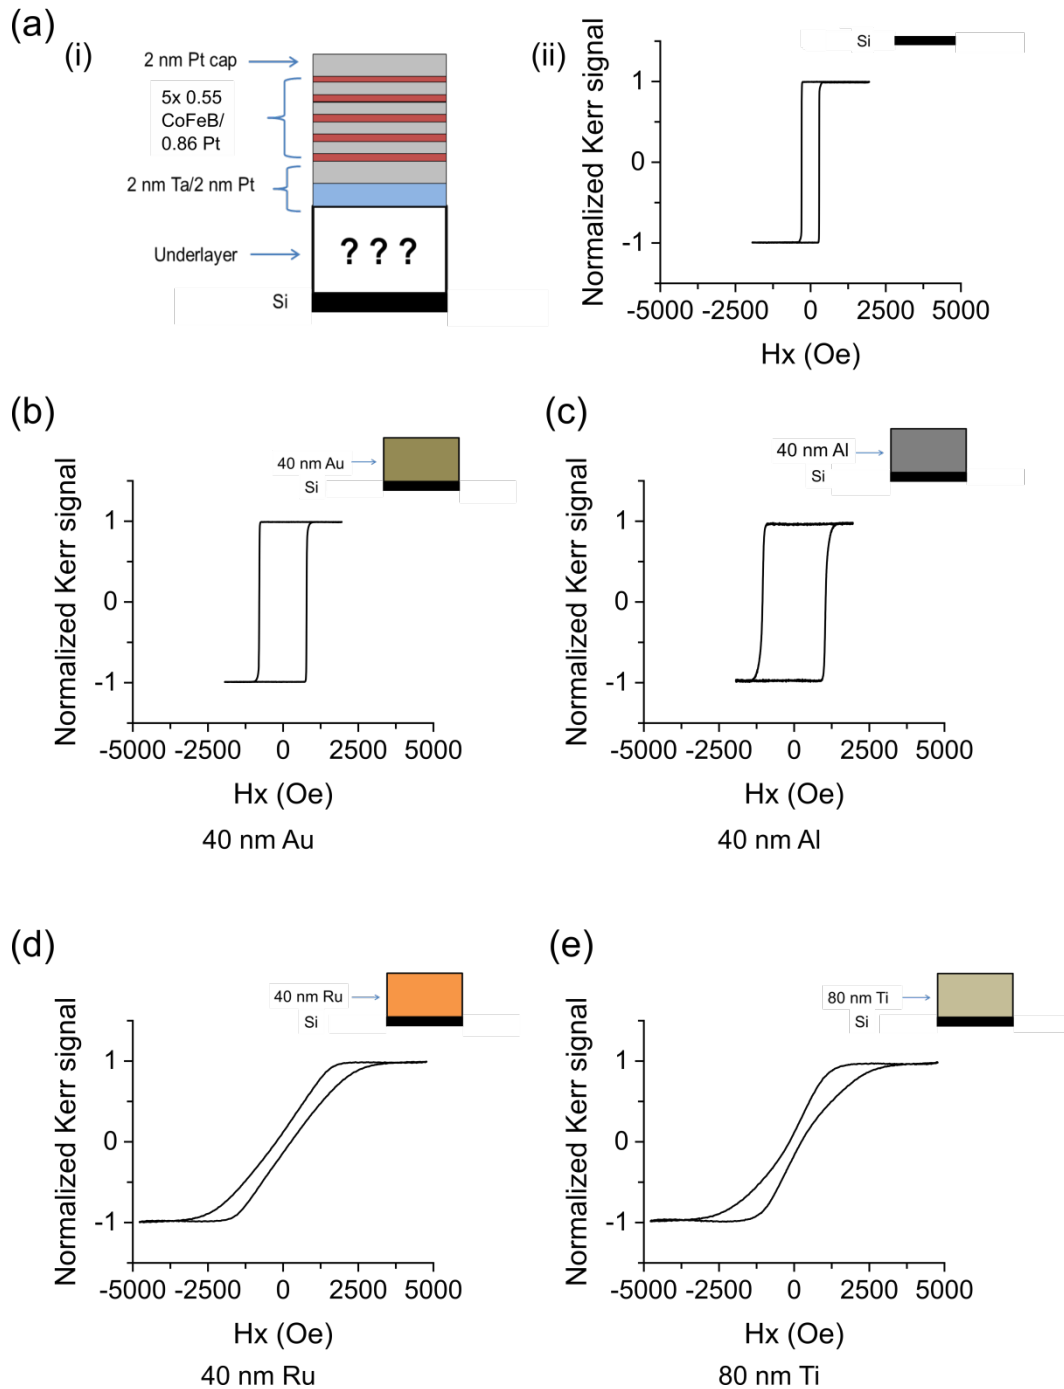 (a)
(i)
2 nm Pt cap
5x 0.55
CoFeB/
0.86 Pt
2 nm Ta/2 nm Pt
Underlayer
? ? ?
Si
(ii)
Si
Normalized Kerr signal
1
0
-1
-5000 -2500 0 2500 5000
Hx (Oe)
(b)
40 nm Au
Si
Normalized Kerr signal
1
0
-1
-5000 -2500 0 2500 5000
Hx (Oe)
40 nm Au
(c)
40 nm Al
Si
Normalized Kerr signal
1
0
-1
-5000 -2500 0 2500 5000
Hx (Oe)
40 nm Al
(d)
40 nm Ru
Si
Normalized Kerr signal
1
0
-1
-5000 -2500 0 2500 5000
Hx (Oe)
40 nm Ru
(e)
80 nm Ti
Si
Normalized Kerr signal
1
0
-1
-5000 -2500 0 2500 5000
Hx (Oe)
80 nm Ti